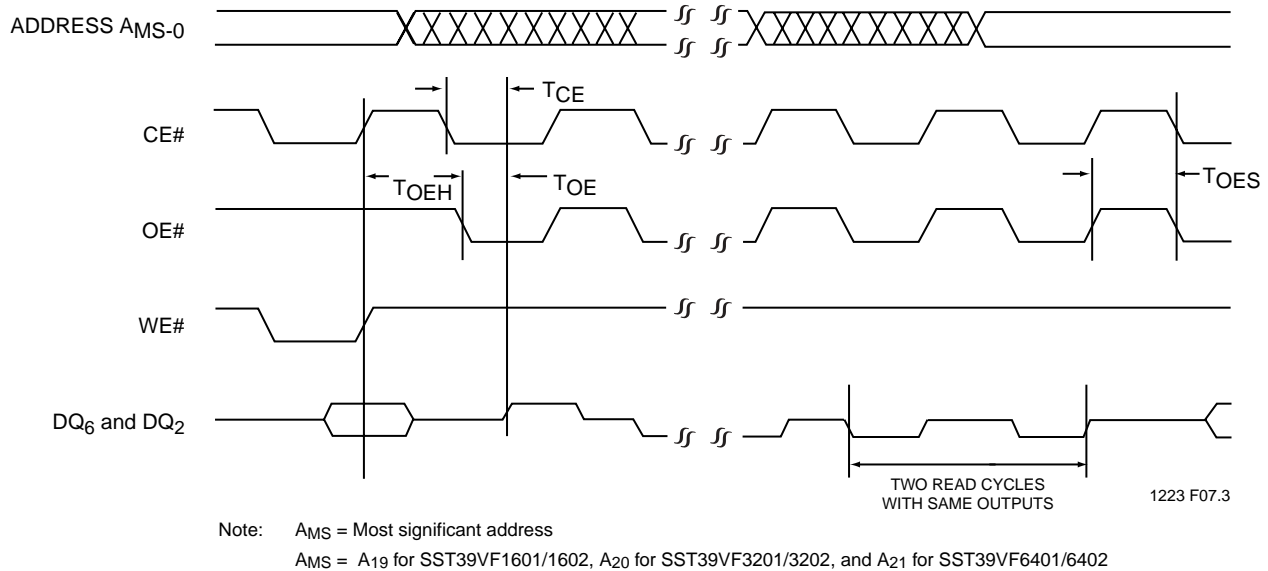 ADDRESS AMS-0
TCE
CE#
TOEH
TOE
TOES
OE#
WE#
DQ6 and DQ2
TWO READ CYCLES
WITH SAME OUTPUTS
1223 F07.3
Note: AMS = Most significant address
AMS = A19 for SST39VF1601/1602, A20 for SST39VF3201/3202, and A21 for SST39VF6401/6402